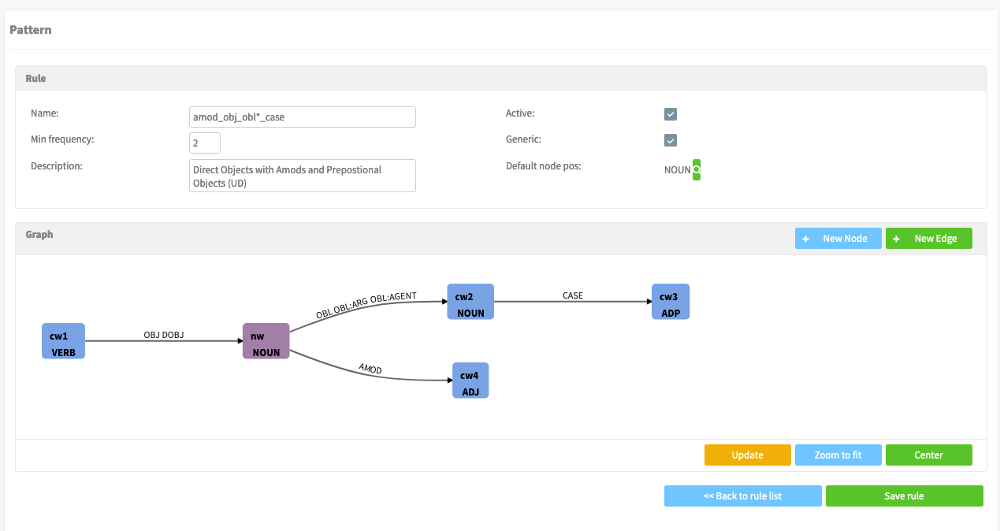 Pattern
Rule
Name:
amod_obj_obl*_case
Active:
Min frequency:
2
Generic:
Description:
Direct Objects with Amods and Prepostional
Objects (UD)
Default node pos:
NOUN
Graph
+ New Node
+ New Edge
cw1
VERB
OBJ DOBJ
nw
NOUN
OBL OBL:ARG OBL:AGENT
cw2
NOUN
CASE
cw3
ADP
AMOD
cw4
ADJ
Update
Zoom to fit
Center
<< Back to rule list
Save rule